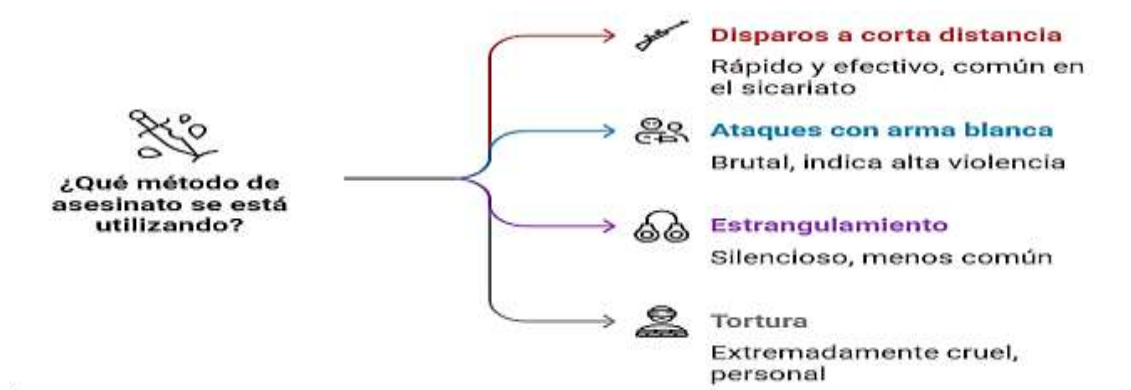 ¿Qué método de
asesinato se está
utilizando?
Disparos a corta distancia
Rápido y efectivo, común en
el sicariato
Ataques con arma blanca
Brutal, indica alta violencia
Estrangulamiento
Silencioso, menos común
Tortura
Extremadamente cruel,
personal